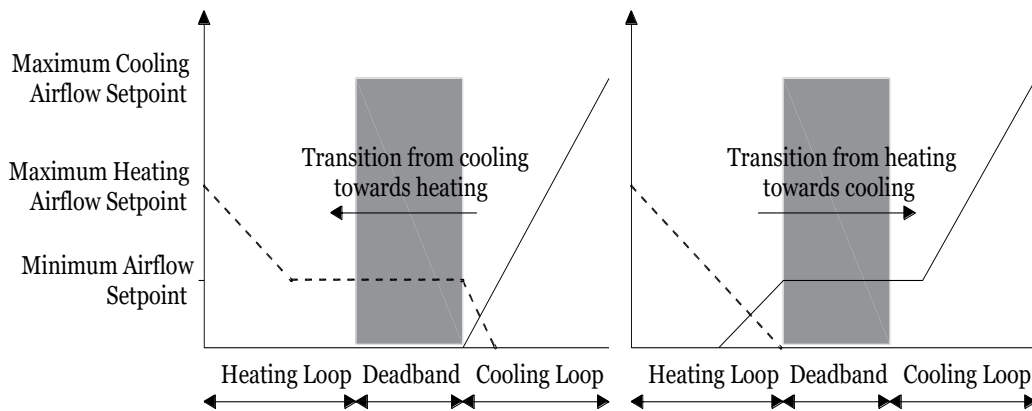 Maximum Cooling
Airflow Setpoint
Maximum Heating
Airflow Setpoint
Minimum Airflow
Setpoint
Transition from cooling
towards heating
Heating Loop
Deadband
Cooling Loop
Transition from heating
towards cooling
Heating Loop
Deadband
Cooling Loop